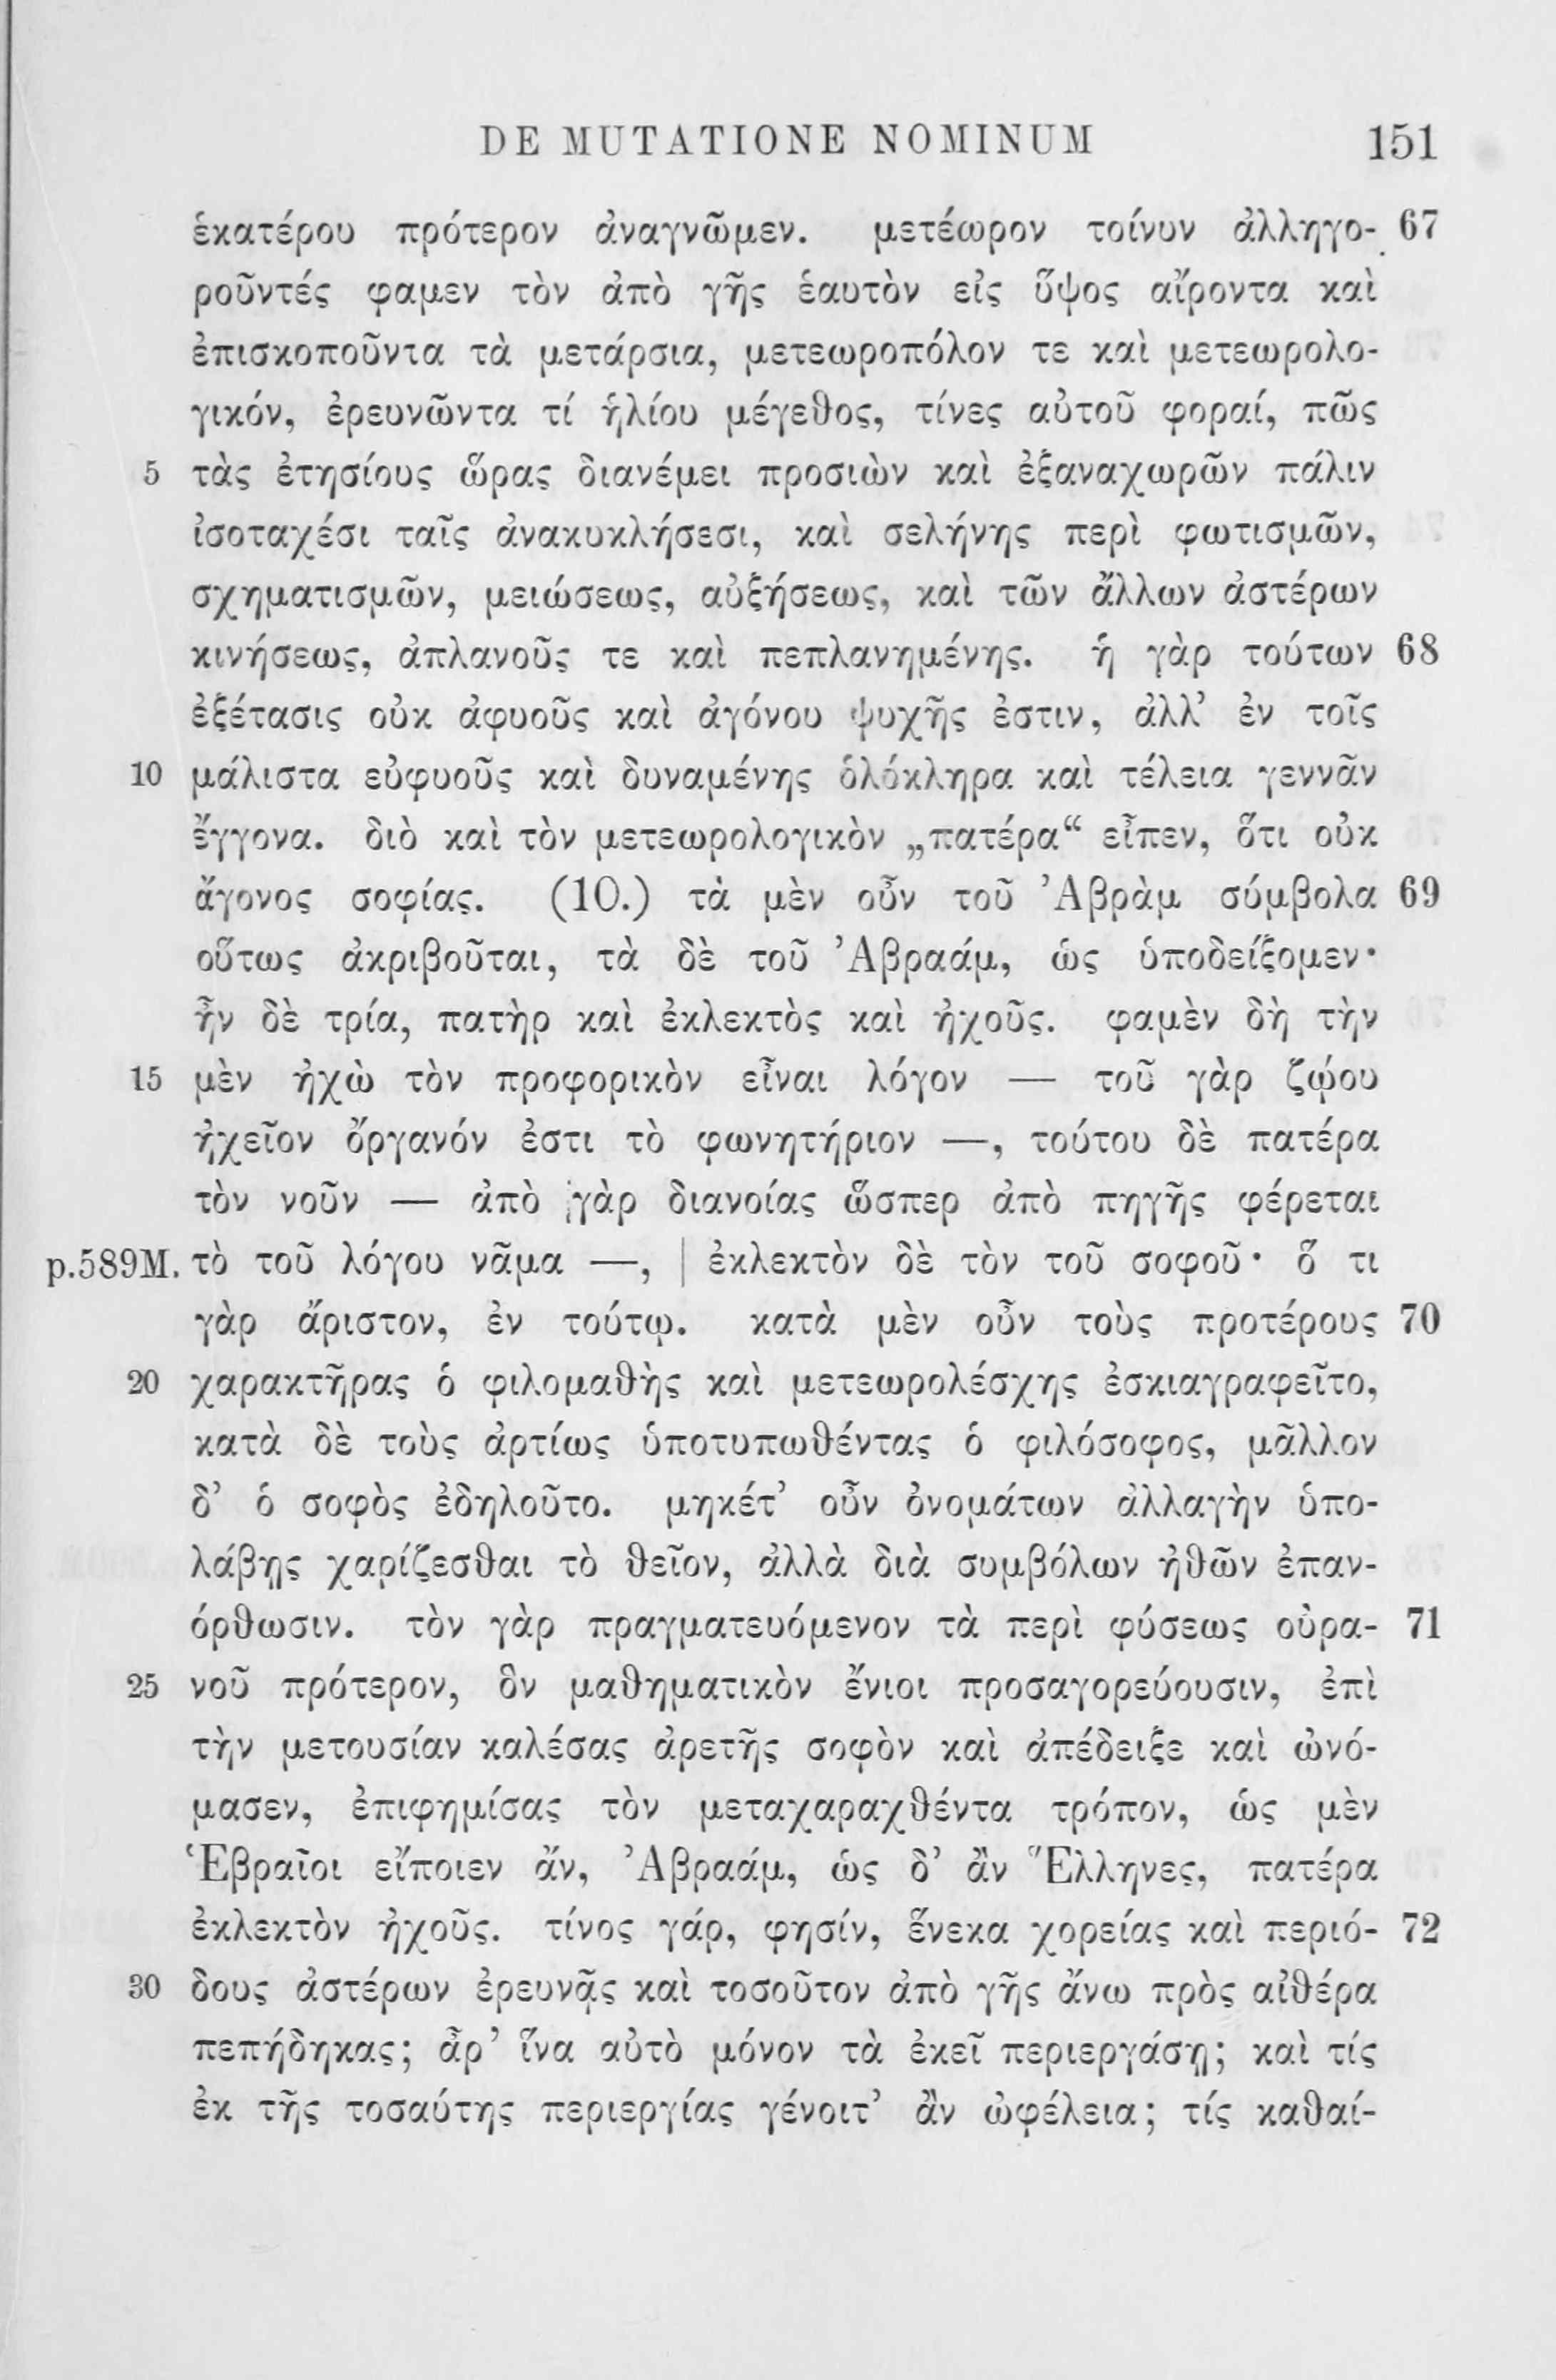 DE MUTATIONE NOMINUM 151
ἑκατέρου πρότερον ἀναγνῶμεν. μετέωρον τοίνυν ἀλληγο- 67
ροῦντές φαμεν τὸν ἀπὸ γῆς ἑαυτὸν εἰς ὕψος αἴροντα καὶ
ἐπισκοποῦντα τὰ μετάρσια, μετεωροπόλον τε καὶ μετεωρολο-
γικόν, ἐρευνῶντα τί ἡλίου μέγεθος, τίνες αὐτοῦ φοραί, πῶς
5 τὰς ἐτησίους ὥρας διανέμει προσιὼν καὶ ἐξαναχωρῶν πάλιν
ἰσοταχέσι ταῖς ἀνακυκλήσεσι, καὶ σελήνης περὶ φωτισμῶν,
σχηματισμῶν, μειώσεως, αὐξήσεως, καὶ τῶν ἄλλων ἀστέρων
κινήσεως, ἀπλανοῦς τε καὶ πεπλανημένης. ἡ γὰρ τούτων 68
ἐξέτασις οὐκ ἀφυοῦς καὶ ἀγόνου ψυχῆς ἐστιν, ἀλλ’ ἐν τοῖς
10 μάλιστα εὐφυοῦς καὶ δυναμένης ὁλόκληρα καὶ τέλεια γεννᾶν
ἔγγονα. διὸ καὶ τὸν μετεωρολογικὸν „πατέρα“ εἶπεν, ὅτι οὐκ
ἄγονος σοφίας. (10.) τὰ μὲν οὖν τοῦ Ἀβρὰμ σύμβολα 69
οὕτως ἀκριβοῦται, τὰ δὲ τοῦ Ἀβραάμ, ὡς ὑποδείξομεν·
ἦν δὲ τρία, πατὴρ καὶ ἐκλεκτὸς καὶ ἠχοῦς. φαμὲν δὴ τὴν
15 μὲν ἠχὼ τὸν προφορικὸν εἶναι λόγον — τοῦ γὰρ ζῴου
ἠχεῖον ὄργανόν ἐστι τὸ φωνητήριον —, τούτου δὲ πατέρα
τὸν νοῦν — ἀπὸ γὰρ διανοίας ὥσπερ ἀπὸ πηγῆς φέρεται
p.589M. τὸ τοῦ λόγου νᾶμα —, | ἐκλεκτὸν δὲ τὸν τοῦ σοφοῦ· ὅ τι
γὰρ ἄριστον, ἐν τούτῳ. κατὰ μὲν οὖν τοὺς προτέρους 70
20 χαρακτῆρας ὁ φιλομαθὴς καὶ μετεωρολέσχης ἐσκιαγραφεῖτο,
κατὰ δὲ τοὺς ἀρτίως ὑποτυπωθέντας ὁ φιλόσοφος, μᾶλλον
δ’ ὁ σοφὸς ἐδηλοῦτο. μηκέτ’ οὖν ὀνομάτων ἀλλαγὴν ὑπο-
λάβῃς χαρίζεσθαι τὸ θεῖον, ἀλλὰ διὰ συμβόλων ἠθῶν ἐπαν-
όρθωσιν. τὸν γὰρ πραγματευόμενον τὰ περὶ φύσεως οὐρα- 71
25 νοῦ πρότερον, ὃν μαθηματικὸν ἔνιοι προσαγορεύουσιν, ἐπὶ
τὴν μετουσίαν καλέσας ἀρετῆς σοφὸν καὶ ἀπέδειξε καὶ ὠνό-
μασεν, ἐπιφημίσας τὸν μεταχαραχθέντα τρόπον, ὡς μὲν
Ἑβραῖοι εἴποιεν ἄν, Ἀβραάμ, ὡς δ’ ἂν Ἕλληνες, πατέρα
ἐκλεκτὸν ἠχοῦς. τίνος γάρ, φησίν, ἕνεκα χορείας καὶ περιό- 72
30 δους ἀστέρων ἐρευνᾷς καὶ τοσοῦτον ἀπὸ γῆς ἄνω πρὸς αἰθέρα
πεπήδηκας; ἆρ’ ἵνα αὐτὸ μόνον τὰ ἐκεῖ περιεργάσῃ; καὶ τίς
ἐκ τῆς τοσαύτης περιεργίας γένοιτ’ ἂν ὠφέλεια; τίς καθαί-